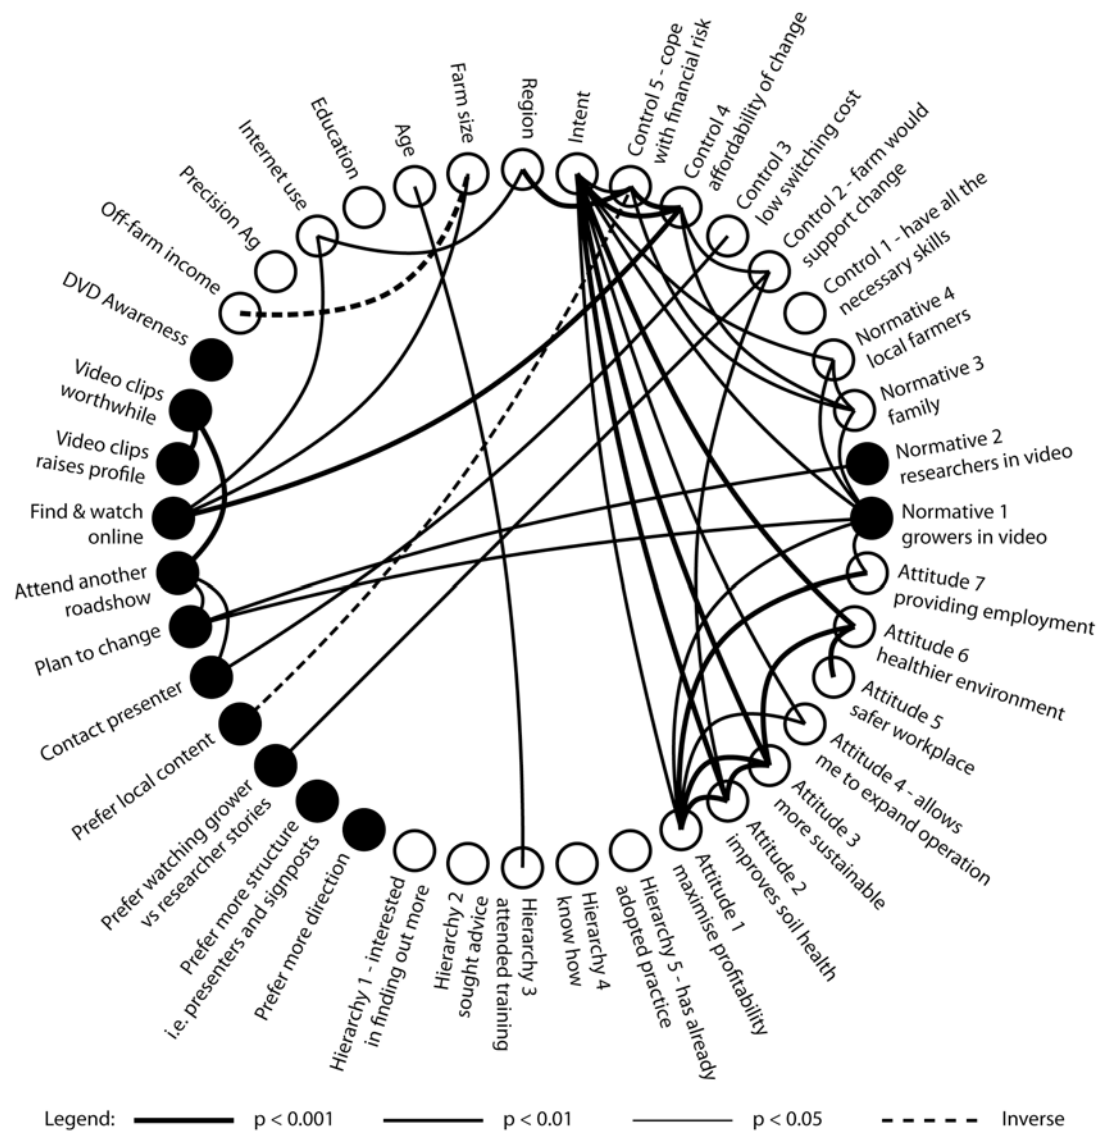 Control 5 - cope
with financial risk
Control 4
affordability of change
Control 3
low switching cost
Control 2 - farm would
support change
Control 1 - have all the
necessary skills
Normative 4
local farmers
Normative 3
family
Normative 2
researchers in video
Normative 1
growers in video
Attitude 7
providing employment
Attitude 6
healthier environment
Attitude 5
safer workplace
Attitude 4 - allows
me to expand operation
Attitude 3
more sustainable
Attitude 2
improves soil health
Attitude 1
maximise profitability
Hierarchy 5 - has already
adopted practice
Hierarchy 4
know how
Hierarchy 3
attended training
Hierarchy 2
sought advice
Hierarchy 1 - interested
in finding out more
Prefer more direction
Prefer more structure
i.e. presenters and signposts
Prefer watching grower
vs researcher stories
Prefer local content
Contact presenter
Plan to change
Attend another
roadshow
Find & watch
online
Video clips
raises profile
Video clips
worthwhile
DVD Awareness
Off-farm income
Precision Ag
Internet use
Education
Age
Farm size
Region
Intent
Legend:
p < 0.001
p < 0.01
p < 0.05
Inverse